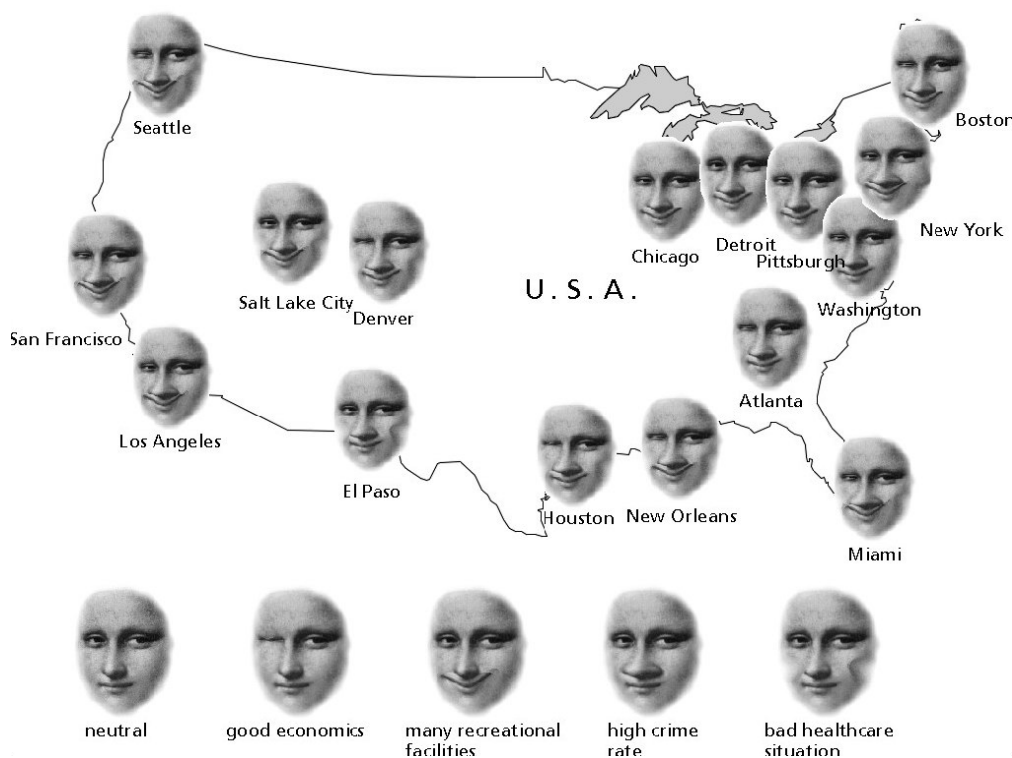 Seattle
Boston
New York
Chicago
Detroit
Pittsburgh
U.S.A.
Salt Lake City
Denver
Washington
San Francisco
Atlanta
Los Angeles
El Paso
Houston
New Orleans
Miami
neutral
good economics
many recreational
facilities
high crime
rate
bad healthcare
situation